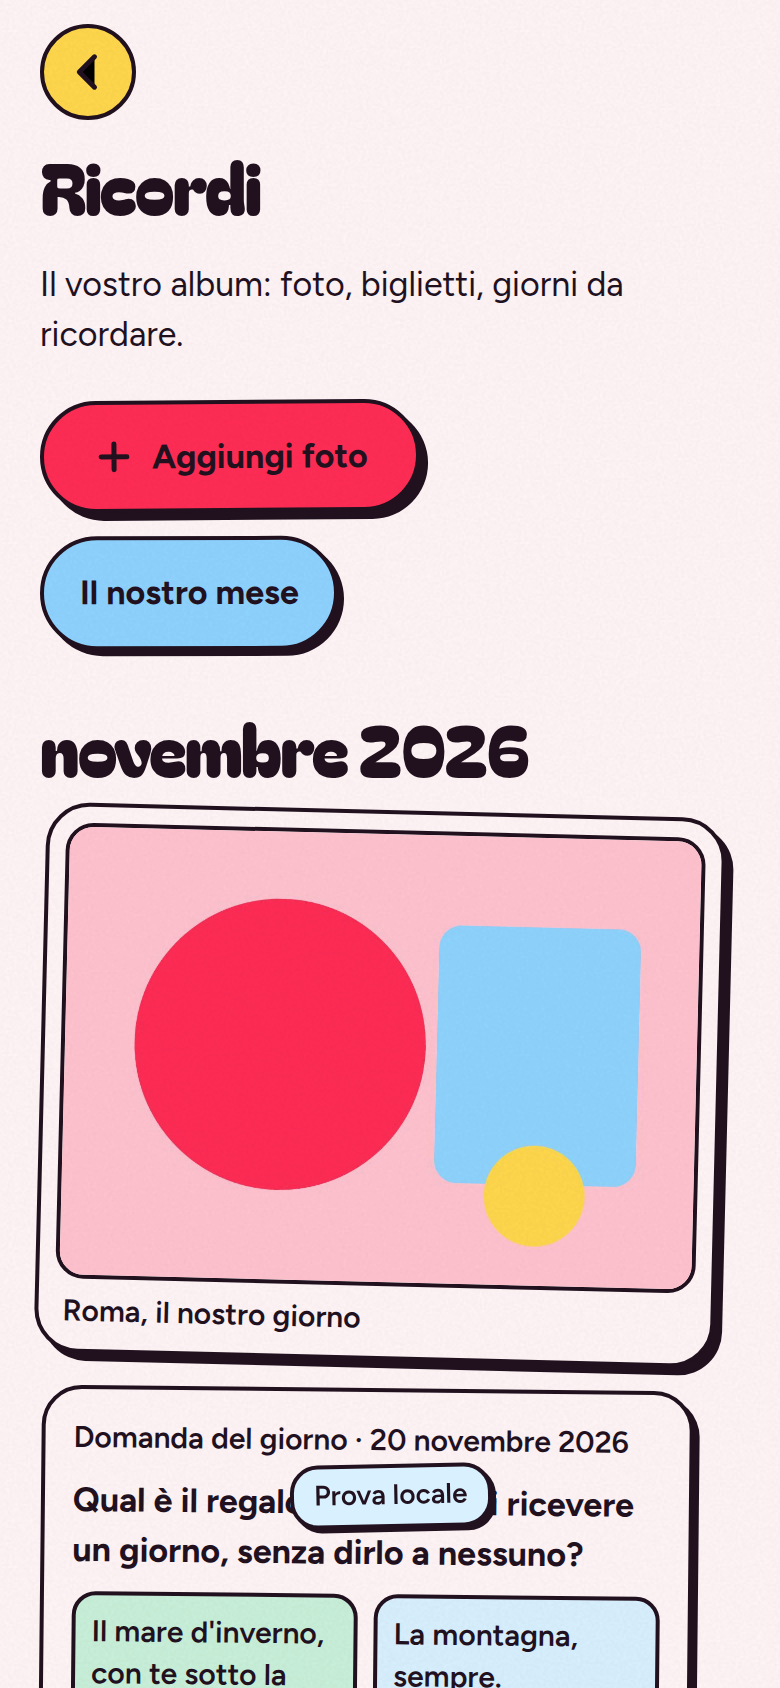 Ricordi
Il vostro album: foto, biglietti, giorni da
ricordare.
Aggiungi foto
Il nostro mese
novembre 2026
Roma, il nostro giorno
Domanda del giorno · 20 novembre 2026
Qual è il ricevere
Prova locale
un giorno, senza dirlo a nessuno?
Il mare d'inverno,
con te sotto la
La montagna,
sempre.